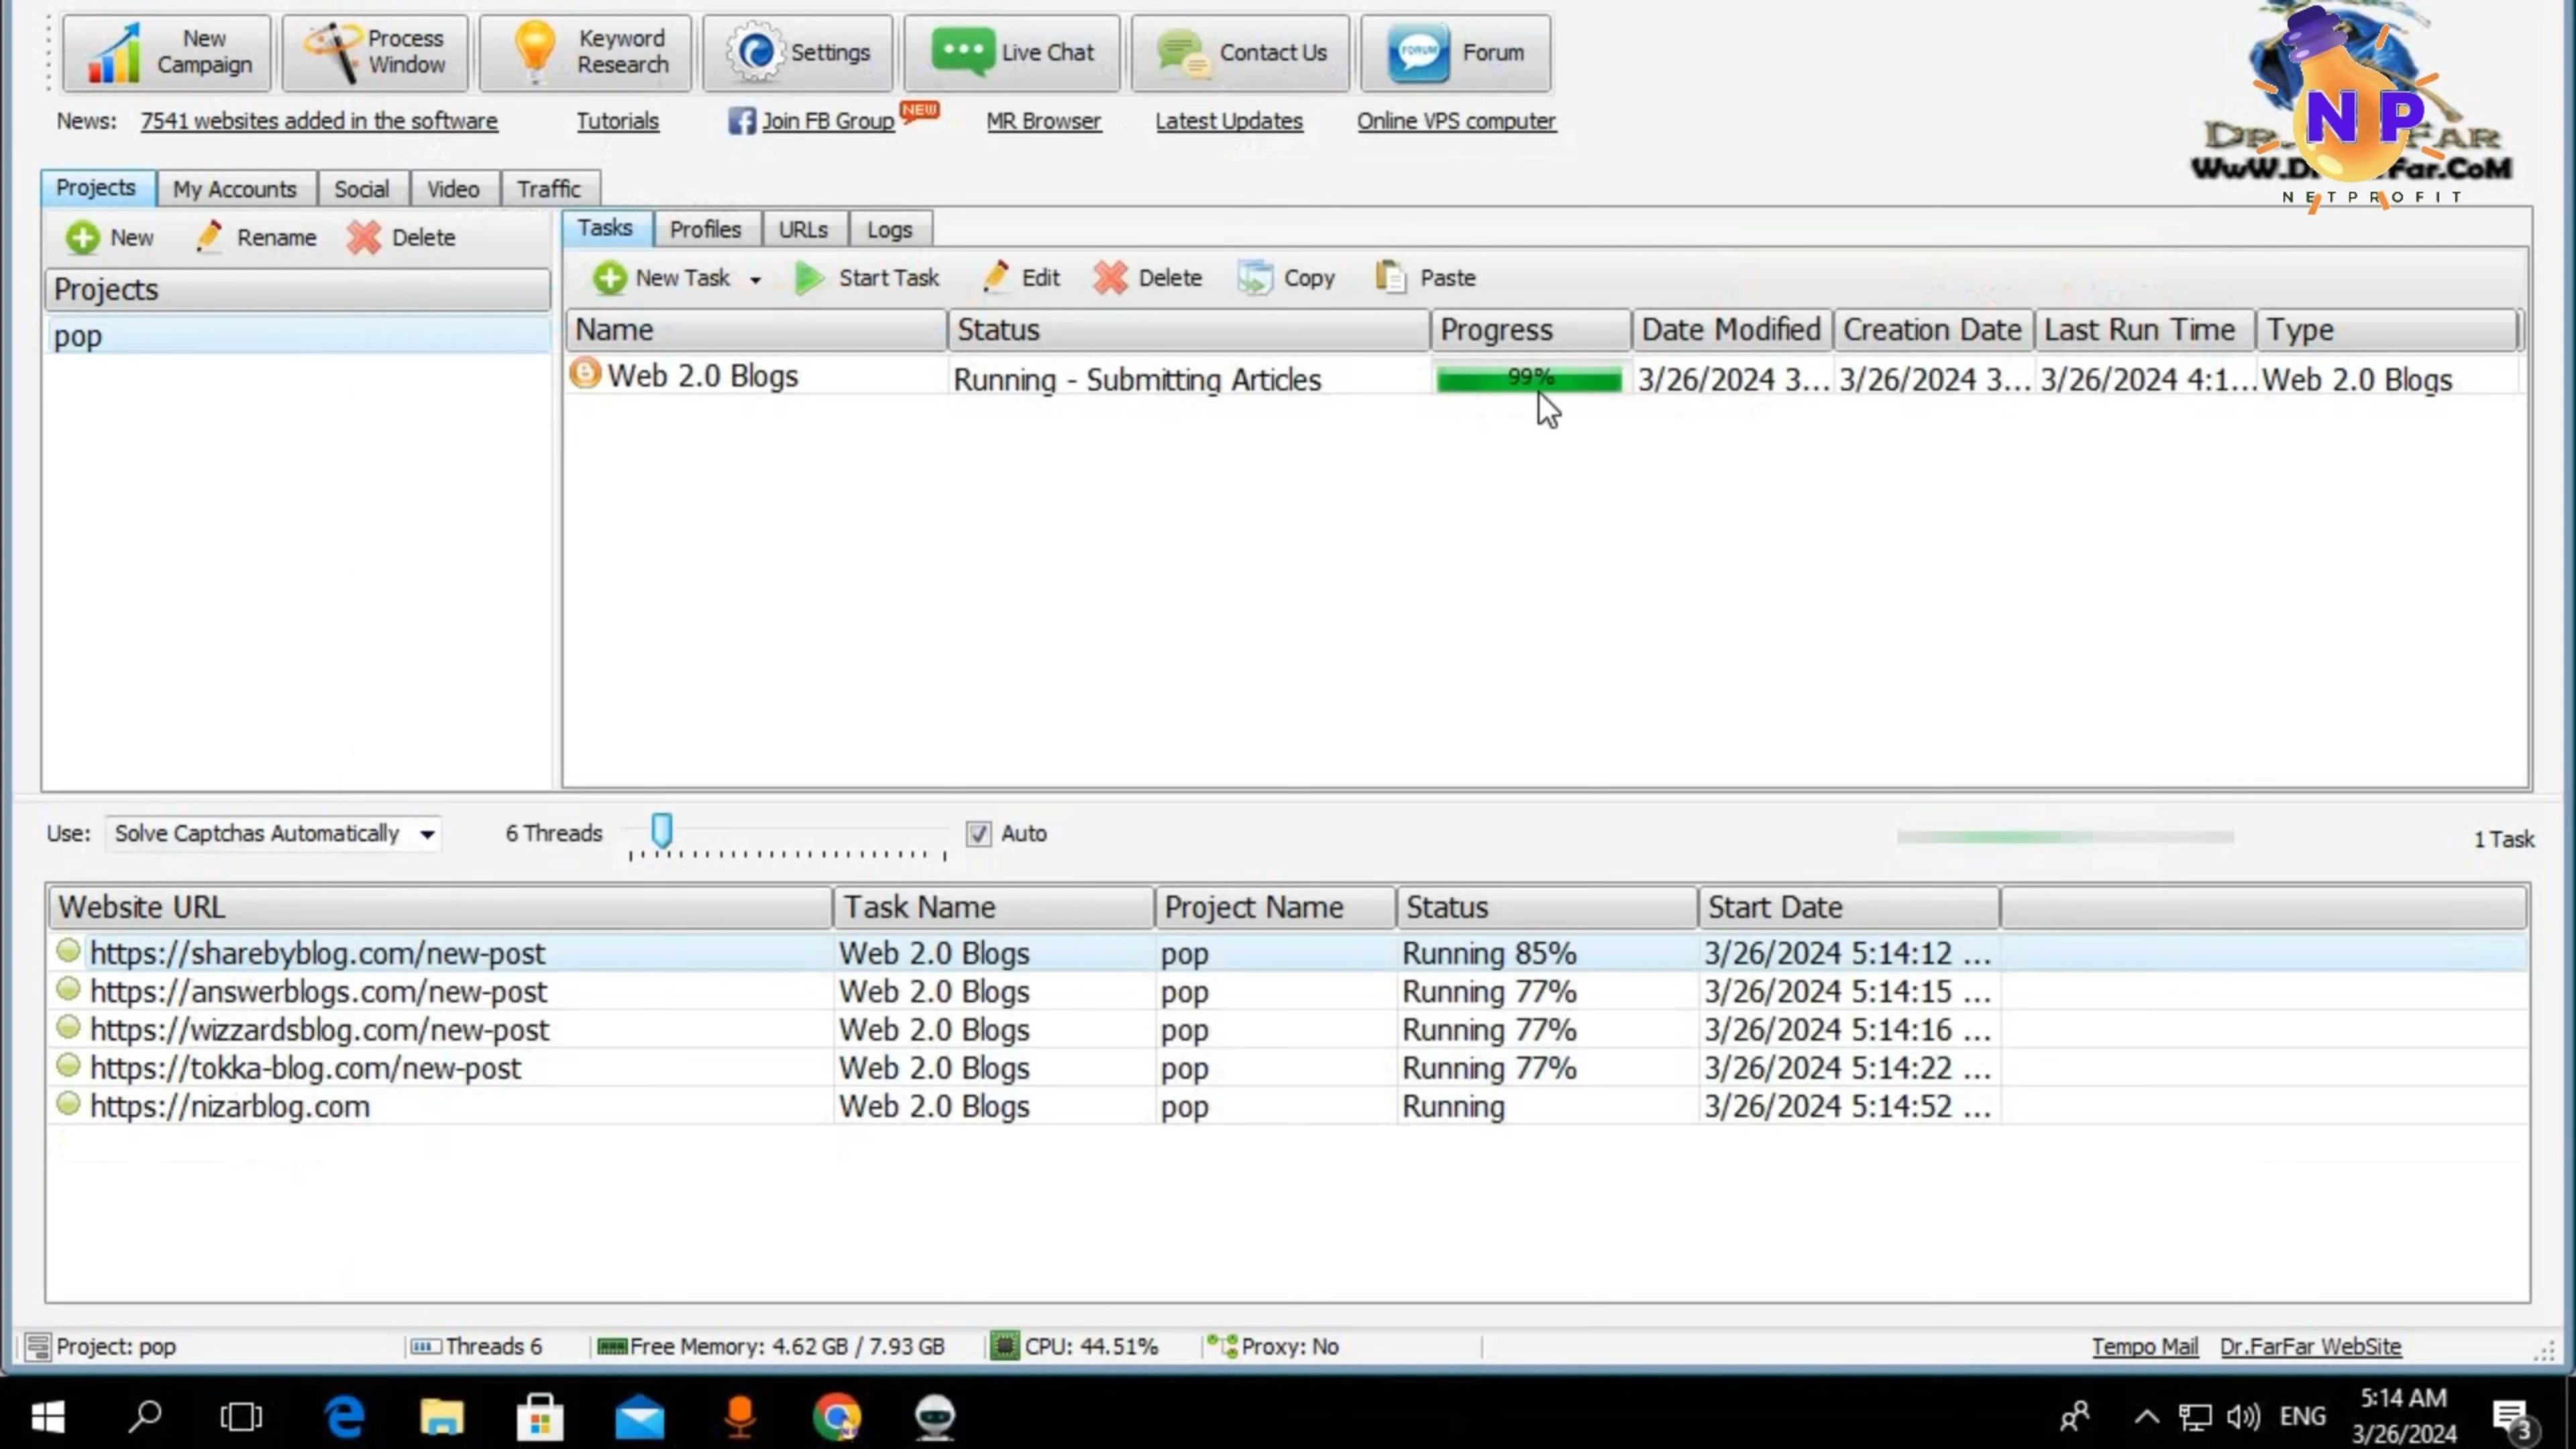 New Campaign
Process Window
Keyword Research
Settings
Live Chat
Contact Us
Forum
News: 7541 websites added in the software Tutorials Join FB Group NEW MR Browser Latest Updates Online VPS computer
N P
NETPROFIT
Projects My Accounts Social Video Traffic
New Rename Delete
Tasks Profiles URLs Logs
New Task Start Task Edit Delete Copy Paste
Projects
pop
Name Status Progress Date Modified Creation Date Last Run Time Type
Web 2.0 Blogs Running - Submitting Articles 99% 3/26/2024 3... 3/26/2024 3... 3/26/2024 4:1... Web 2.0 Blogs
Use: Solve Captchas Automatically 6 Threads Auto 1 Task
Website URL Task Name Project Name Status Start Date
https://sharebyblog.com/new-post Web 2.0 Blogs pop Running 85% 3/26/2024 5:14:12 ...
https://answerblogs.com/new-post Web 2.0 Blogs pop Running 77% 3/26/2024 5:14:15 ...
https://wizzardsblog.com/new-post Web 2.0 Blogs pop Running 77% 3/26/2024 5:14:16 ...
https://tokka-blog.com/new-post Web 2.0 Blogs pop Running 77% 3/26/2024 5:14:22 ...
https://nizarblog.com Web 2.0 Blogs pop Running 3/26/2024 5:14:52 ...
Project: pop Threads 6 Free Memory: 4.62 GB / 7.93 GB CPU: 44.51% Proxy: No Tempo Mail Dr.FarFar WebSite
ENG
5:14 AM
3/26/2024
3